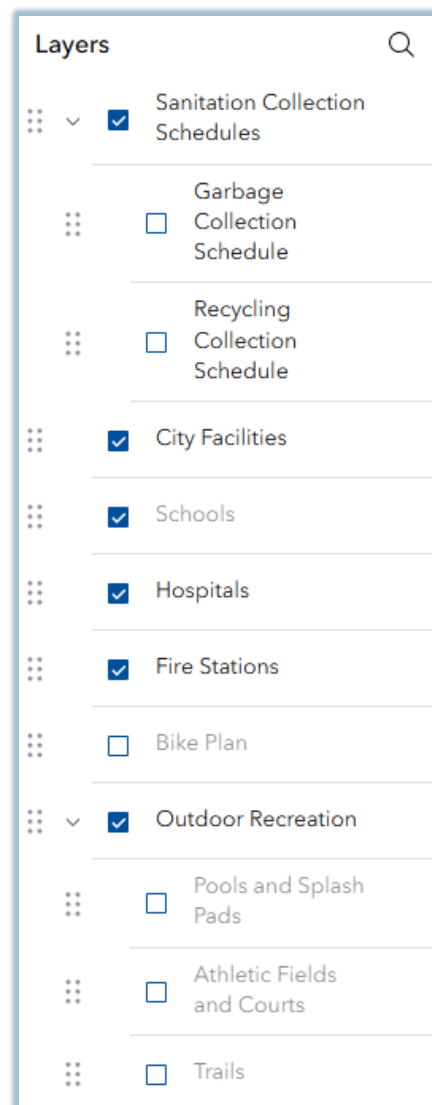 Layers
Sanitation Collection
Schedules
Garbage
Collection
Schedule
Recycling
Collection
Schedule
City Facilities
Schools
Hospitals
Fire Stations
Bike Plan
Outdoor Recreation
Pools and Splash
Pads
Athletic Fields
and Courts
Trails